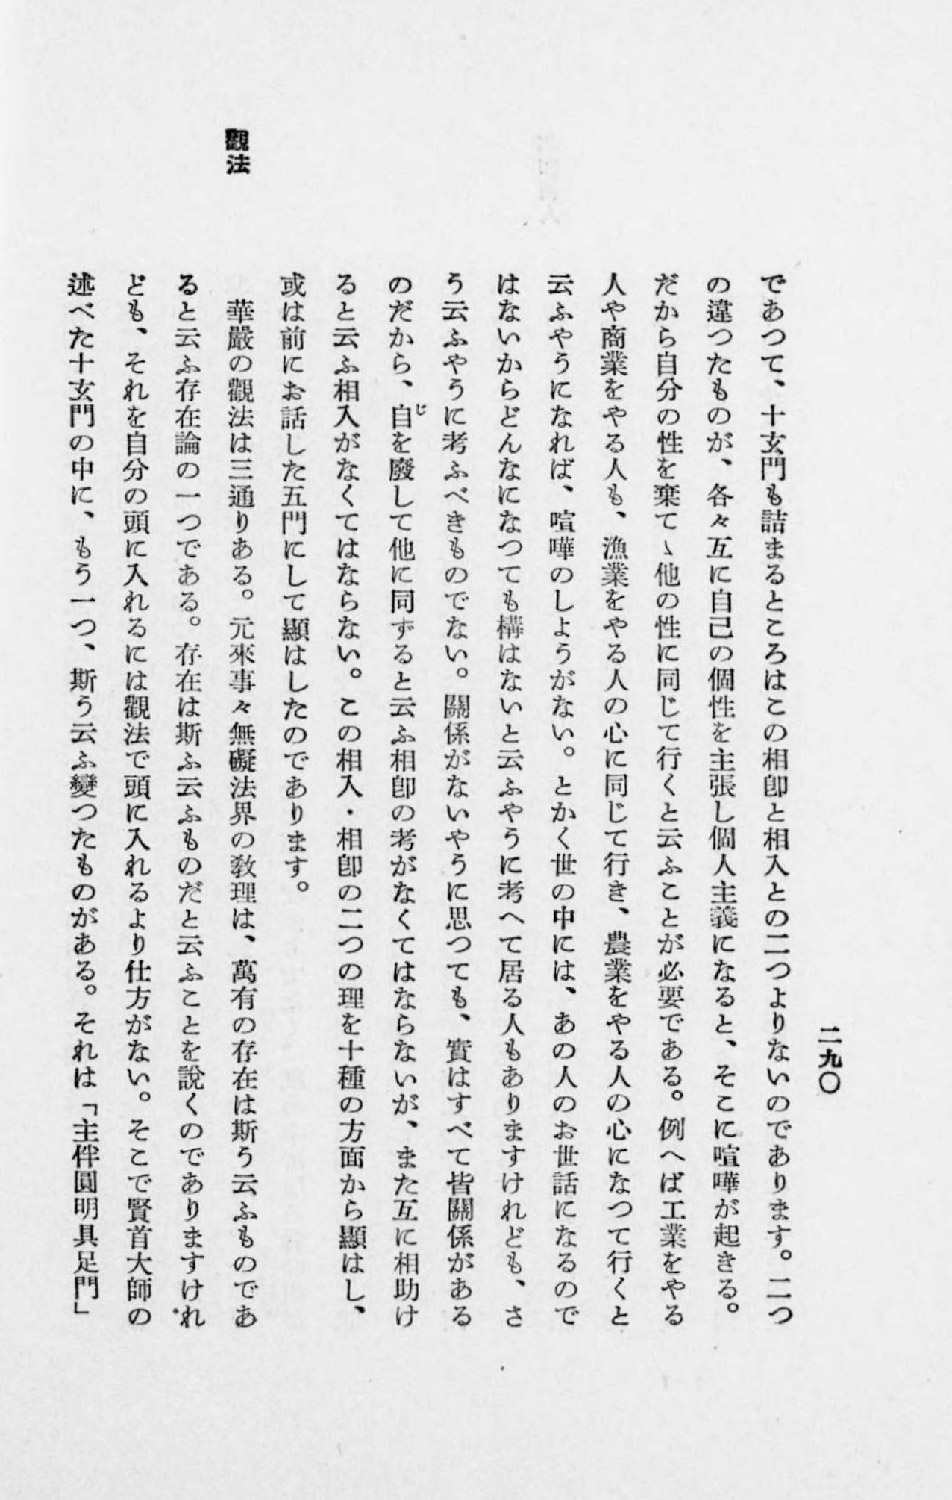 二九〇
であつて、十玄門も詰まるところはこの相卽と相入との二つよりないのであります。二つ
の違つたものが、各々互に自己の個性を主張し個人主義になると、そこに喧嘩が起きる。
だから自分の性を棄てゝ他の性に同じて行くと云ふことが必要である。例へば工業をやる
人や商業をやる人も、漁業をやる人の心に同じて行き、農業をやる人の心になつて行くと
云ふやうになれば、喧嘩のしようがない。とかく世の中には、あの人のお世話になるので
はないからどんなになつても構はないと云ふやうに考へて居る人もありますけれども、さ
う云ふやうに考ふべきものでない。關係がないやうに思つても、實はすべて皆關係がある
のだから、自じを廢して他に同ずると云ふ相卽の考がなくてはならないが、また互に相助け
ると云ふ相入がなくてはならない。この相入・相卽の二つの理を十種の方面から顯はし、
或は前にお話した五門にして顯はしたのであります。
觀法
華嚴の觀法は三通りある。元來事々無礙法界の敎理は、萬有の存在は斯う云ふものであ
ると云ふ存在論の一つである。存在は斯ふ云ふものだと云ふことを說くのでありますけれ
ども、それを自分の頭に入れるには觀法で頭に入れるより仕方がない。そこで賢首大師の
述べた十玄門の中に、もう一つ、斯う云ふ變つたものがある。それは「主伴圓明具足門」